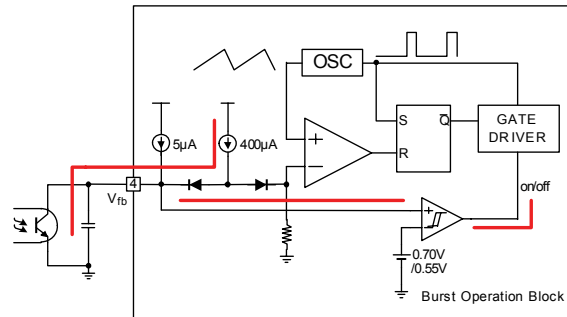 OSC
5µA
400µA
+
−
S
Q̅
R
GATE
DRIVER
4
Vfb
on/off
+
−
0.70V
/0.55V
Burst Operation Block